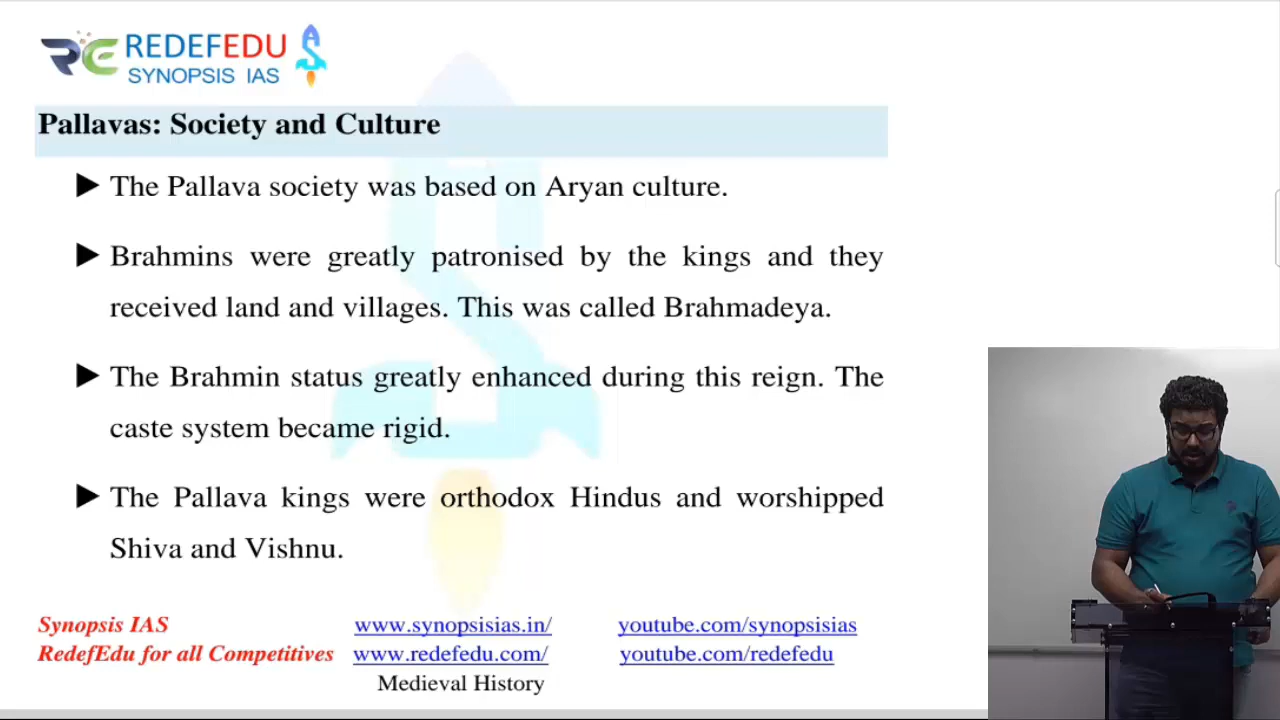 REDEFEDU
SYNOPSIS IAS
Pallavas: Society and Culture
The Pallava society was based on Aryan culture.
Brahmins were greatly patronised by the kings and they
received land and villages. This was called Brahmadeya.
The Brahmin status greatly enhanced during this reign. The
caste system became rigid.
The Pallava kings were orthodox Hindus and worshipped
Shiva and Vishnu.
Synopsis IAS www.synopsisias.in/ youtube.com/synopsisias
RedefEdu for all Competitives www.redefedu.com/ youtube.com/redefedu
Medieval History